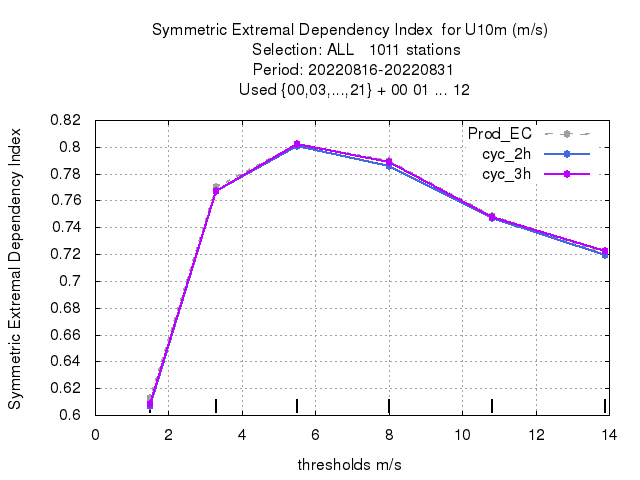 Symmetric Extremal Dependency Index  for U10m (m/s)
Selection: ALL   1011 stations
Period: 20220816-20220831
Used {00,03,...,21} + 00 01 ... 12
Symmetric Extremal Dependency Index
0.82
0.8
0.78
0.76
0.74
0.72
0.7
0.68
0.66
0.64
0.62
0.6
Prod_EC
cyc_2h
cyc_3h
0 2 4 6 8 10 12 14
thresholds m/s